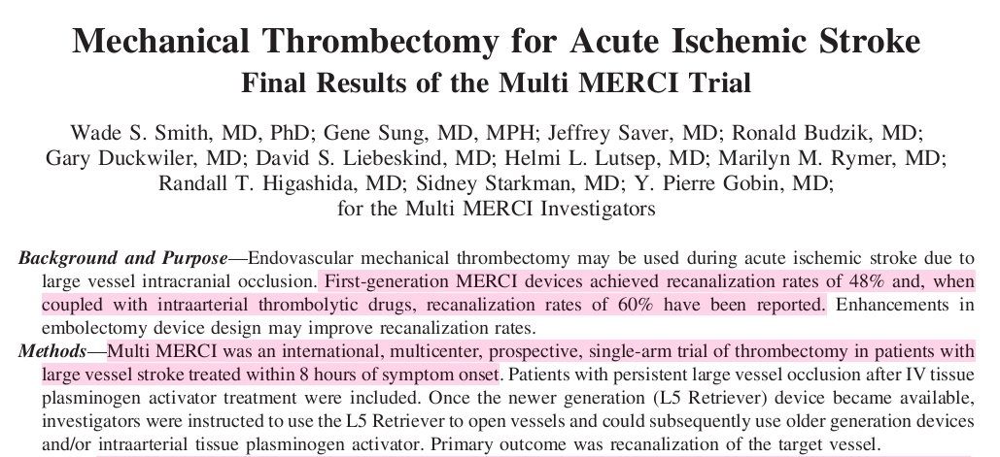 Mechanical Thrombectomy for Acute Ischemic Stroke
Final Results of the Multi MERCI Trial
Wade S. Smith, MD, PhD; Gene Sung, MD, MPH; Jeffrey Saver, MD; Ronald Budzik, MD;
Gary Duckwiler, MD; David S. Liebeskind, MD; Helmi L. Lutsep, MD; Marilyn M. Rymer, MD;
Randall T. Higashida, MD; Sidney Starkman, MD; Y. Pierre Gobin, MD;
for the Multi MERCI Investigators
Background and Purpose—Endovascular mechanical thrombectomy may be used during acute ischemic stroke due to
large vessel intracranial occlusion. First-generation MERCI devices achieved recanalization rates of 48% and, when
coupled with intraarterial thrombolytic drugs, recanalization rates of 60% have been reported. Enhancements in
embolectomy device design may improve recanalization rates.
Methods—Multi MERCI was an international, multicenter, prospective, single-arm trial of thrombectomy in patients with
large vessel stroke treated within 8 hours of symptom onset. Patients with persistent large vessel occlusion after IV tissue
plasminogen activator treatment were included. Once the newer generation (L5 Retriever) device became available,
investigators were instructed to use the L5 Retriever to open vessels and could subsequently use older generation devices
and/or intraarterial tissue plasminogen activator. Primary outcome was recanalization of the target vessel.